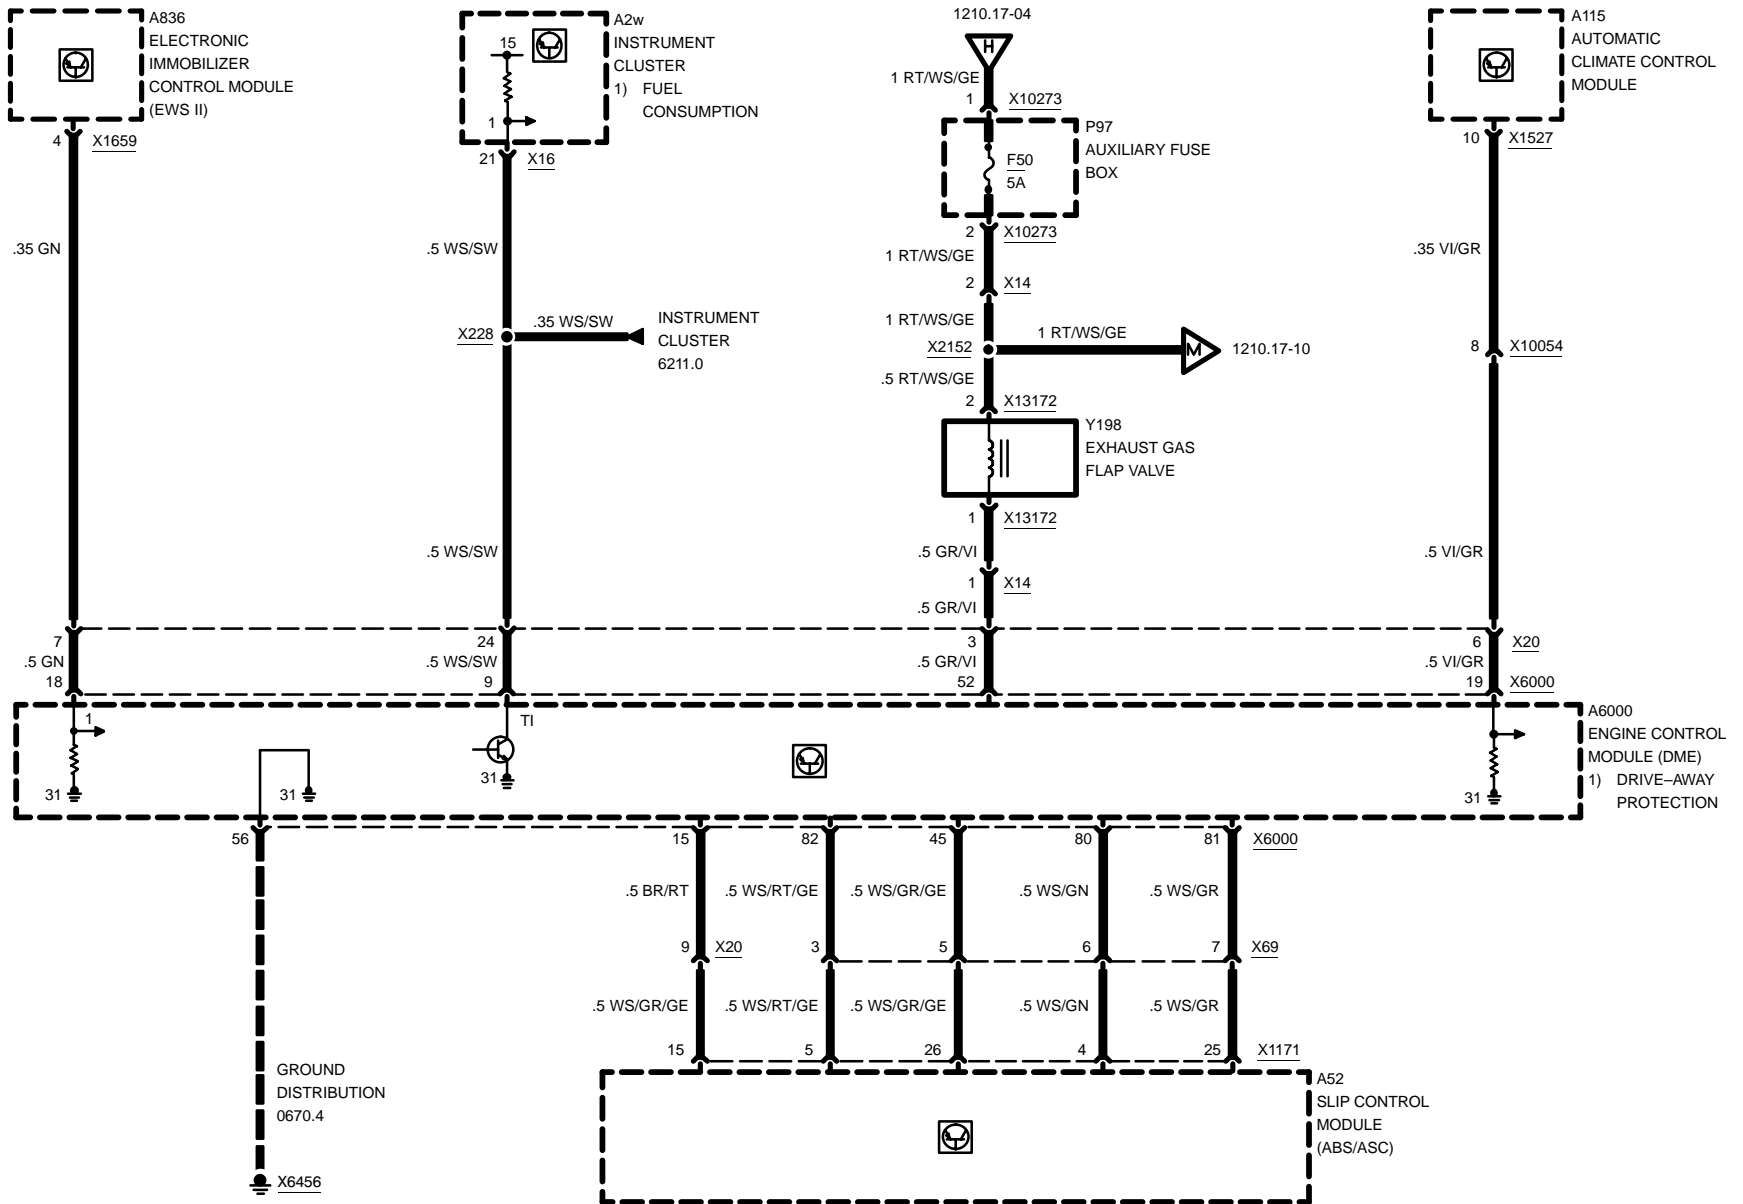 A836
ELECTRONIC
IMMOBILIZER
CONTROL MODULE
(EWS II)
4 X1659
.35 GN
15
1
A2w
INSTRUMENT
CLUSTER
1) FUEL
CONSUMPTION
21 X16
.5 WS/SW
X228
.35 WS/SW
INSTRUMENT
CLUSTER
6211.0
.5 WS/SW
1210.17-04
H
1 RT/WS/GE
1 X10273
F50
5A
P97
AUXILIARY FUSE
BOX
2 X10273
1 RT/WS/GE
2 X14
1 RT/WS/GE
X2152
1 RT/WS/GE
M
1210.17-10
.5 RT/WS/GE
2 X13172
Y198
EXHAUST GAS
FLAP VALVE
1 X13172
.5 GR/VI
1 X14
.5 GR/VI
A115
AUTOMATIC
CLIMATE CONTROL
MODULE
10 X1527
.35 VI/GR
8 X10054
.5 VI/GR
7 24 3 6 X20
.5 GN .5 WS/SW .5 GR/VI .5 VI/GR
18 9 52 19 X6000
1
31
31
TI
31
31
A6000
ENGINE CONTROL
MODULE (DME)
1) DRIVE–AWAY
PROTECTION
56 15 82 45 80 81 X6000
.5 BR/RT .5 WS/RT/GE .5 WS/GR/GE .5 WS/GN .5 WS/GR
9 X20 3 5 6 7 X69
.5 WS/GR/GE .5 WS/RT/GE .5 WS/GR/GE .5 WS/GN .5 WS/GR
15 5 26 4 25 X1171
GROUND
DISTRIBUTION
0670.4
X6456
A52
SLIP CONTROL
MODULE
(ABS/ASC)